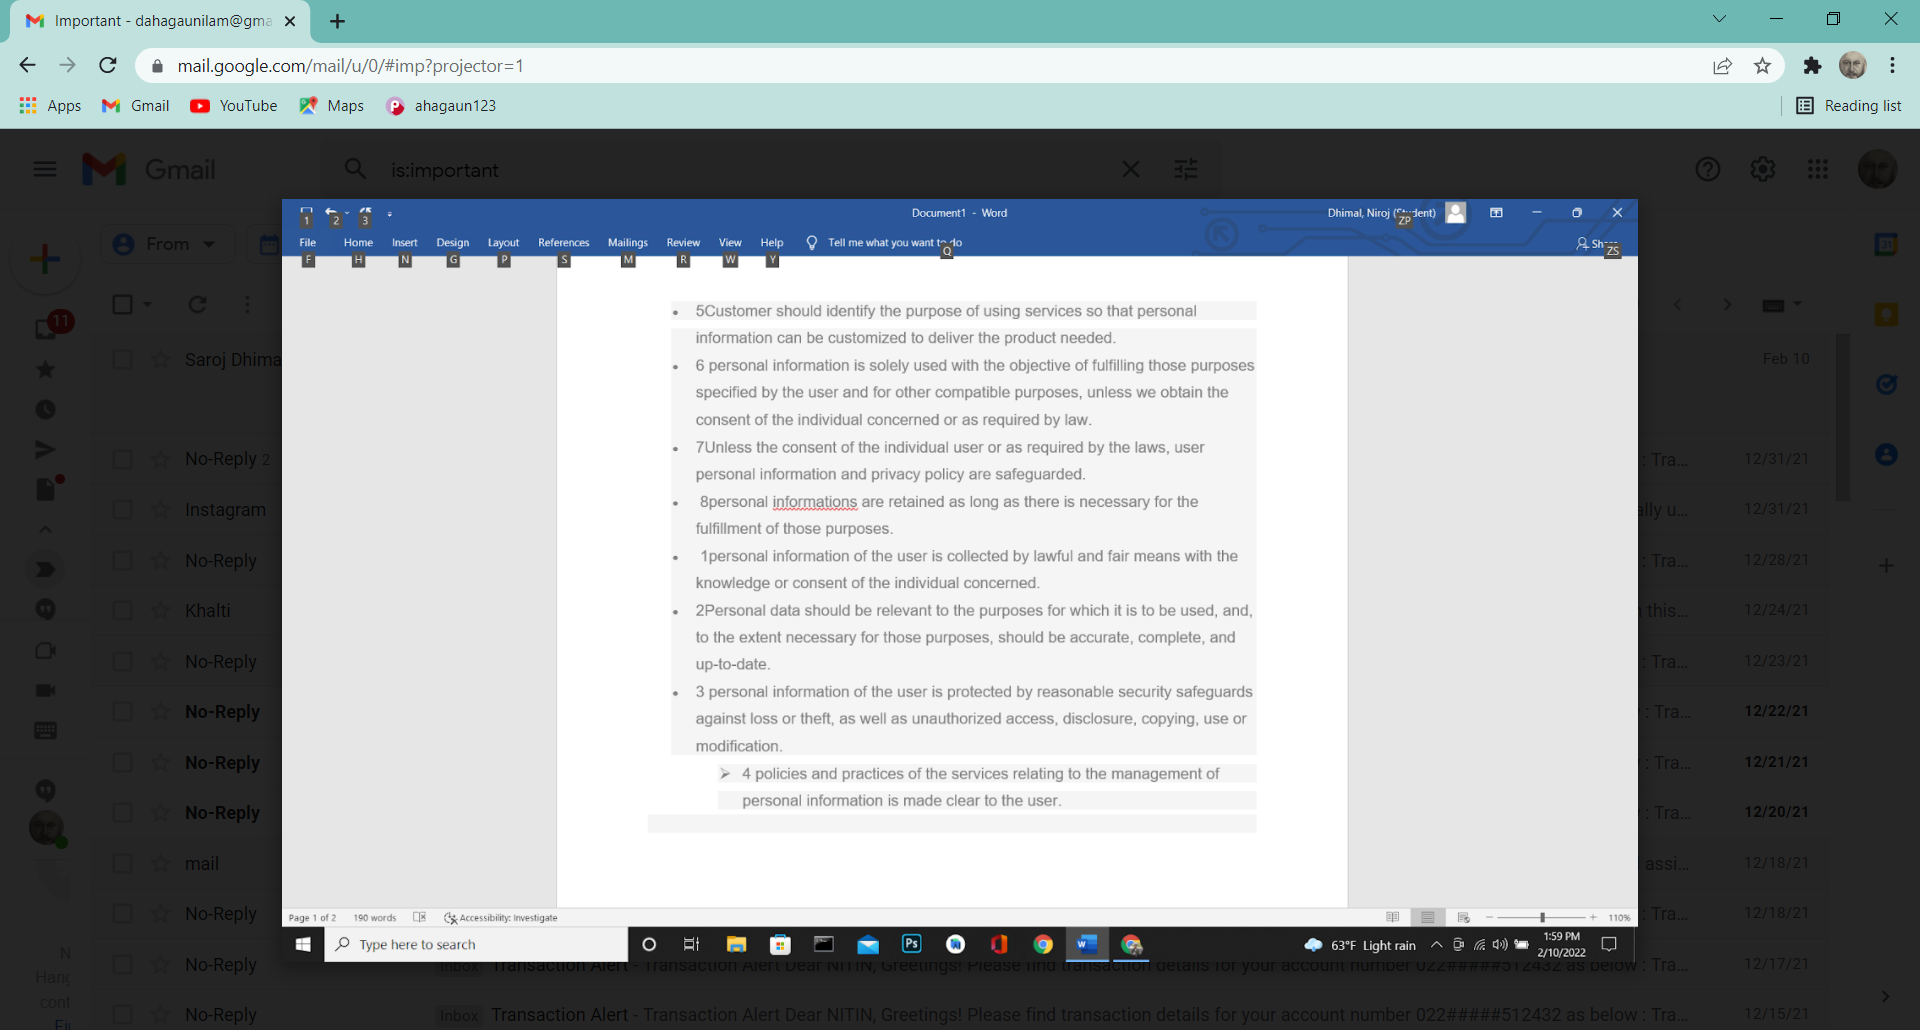 Important - dahagaunilam@gma
mail.google.com/mail/u/0/#imp?projector=1
Apps Gmail YouTube Maps ahagaun123 Reading list
Gmail is:important
Document1 - Word Dhimal, Niroj (Student)
1 2 3 ZP
File Home Insert Design Layout References Mailings Review View Help Tell me what you want to do Share
F H N G P S M R W Y Q ZS
From
11
Saroj Dhima Feb 10
No-Reply 2 : Tra... 12/31/21
Instagram ally u... 12/31/21
No-Reply : Tra... 12/28/21
Khalti this... 12/24/21
No-Reply : Tra... 12/23/21
No-Reply : Tra... 12/22/21
No-Reply : Tra... 12/21/21
No-Reply : Tra... 12/20/21
mail assi... 12/18/21
No-Reply : Tra... 12/18/21
• 5Customer should identify the purpose of using services so that personal
information can be customized to deliver the product needed.
• 6 personal information is solely used with the objective of fulfilling those purposes
specified by the user and for other compatible purposes, unless we obtain the
consent of the individual concerned or as required by law.
• 7Unless the consent of the individual user or as required by the laws, user
personal information and privacy policy are safeguarded.
• 8personal informations are retained as long as there is necessary for the
fulfillment of those purposes.
• 1personal information of the user is collected by lawful and fair means with the
knowledge or consent of the individual concerned.
• 2Personal data should be relevant to the purposes for which it is to be used, and,
to the extent necessary for those purposes, should be accurate, complete, and
up-to-date.
• 3 personal information of the user is protected by reasonable security safeguards
against loss or theft, as well as unauthorized access, disclosure, copying, use or
modification.
➢ 4 policies and practices of the services relating to the management of
personal information is made clear to the user.
Page 1 of 2 190 words Accessibility: Investigate 110%
Type here to search Ps 63°F Light rain 1:59 PM
2/10/2022
No-Reply Inbox Transaction Alert - Transaction Alert Dear NITIN, Greetings! Please find transaction details for your account number 022#####512432 as below : Tra... 12/17/21
No-Reply Inbox Transaction Alert - Transaction Alert Dear NITIN, Greetings! Please find transaction details for your account number 022#####512432 as below : Tra... 12/15/21